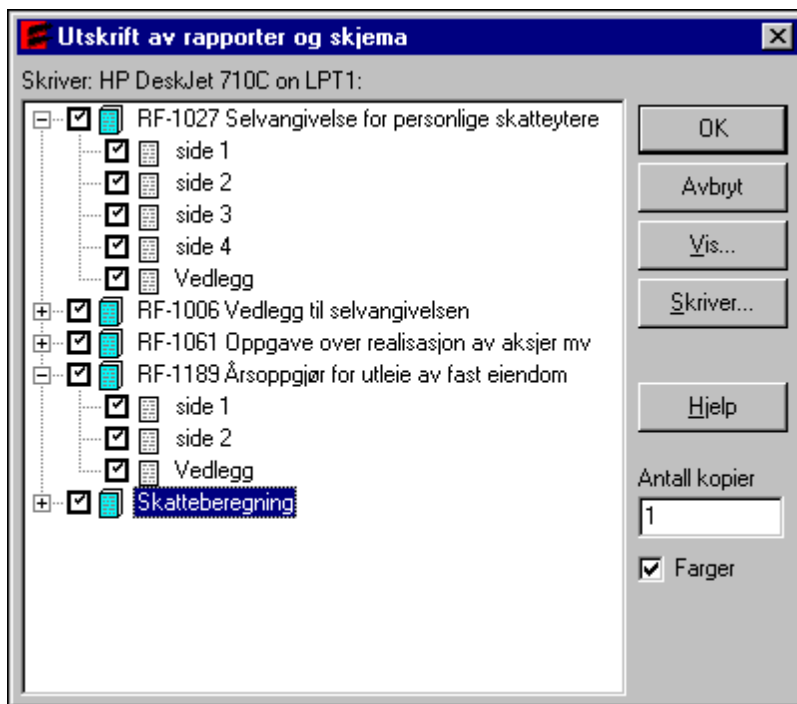 Utskrift av rapporter og skjema
Skriver: HP DeskJet 710C on LPT1:
RF-1027 Selvangivelse for personlige skatteytere
side 1
side 2
side 3
side 4
Vedlegg
RF-1006 Vedlegg til selvangivelsen
RF-1061 Oppgave over realisasjon av aksjer mv
RF-1189 Årsoppgjør for utleie av fast eiendom
side 1
side 2
Vedlegg
Skatteberegning
OK
Avbryt
Vis...
Skriver...
Hjelp
Antall kopier
1
Farger